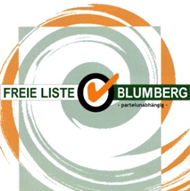 FREIE LISTE BLUMBERG
- parteiunabhängig -